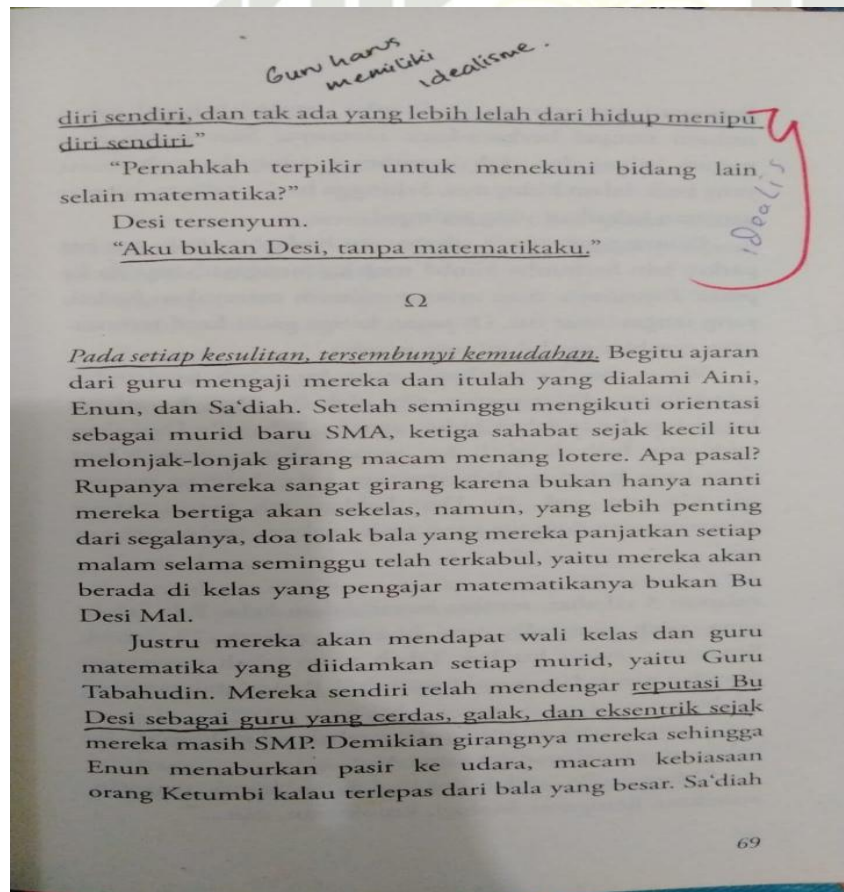 Guru harus
memiliki
idealisme.
diri sendiri, dan tak ada yang lebih lelah dari hidup menipu
diri sendiri."
"Pernahkah terpikir untuk menekuni bidang lain
selain matematika?"
idealis
Desi tersenyum.
"Aku bukan Desi, tanpa matematikaku."
Ω
Pada setiap kesulitan, tersembunyi kemudahan. Begitu ajaran
dari guru mengaji mereka dan itulah yang dialami Aini,
Enun, dan Sa'diah. Setelah seminggu mengikuti orientasi
sebagai murid baru SMA, ketiga sahabat sejak kecil itu
melonjak-lonjak girang macam menang lotere. Apa pasal?
Rupanya mereka sangat girang karena bukan hanya nanti
mereka bertiga akan sekelas, namun, yang lebih penting
dari segalanya, doa tolak bala yang mereka panjatkan setiap
malam selama seminggu telah terkabul, yaitu mereka akan
berada di kelas yang pengajar matematikanya bukan Bu
Desi Mal.
Justru mereka akan mendapat wali kelas dan guru
matematika yang diidamkan setiap murid, yaitu Guru
Tabahudin. Mereka sendiri telah mendengar reputasi Bu
Desi sebagai guru yang cerdas, galak, dan eksentrik sejak
mereka masih SMP. Demikian girangnya mereka sehingga
Enun menaburkan pasir ke udara, macam kebiasaan
orang Ketumbi kalau terlepas dari bala yang besar. Sa'diah
69